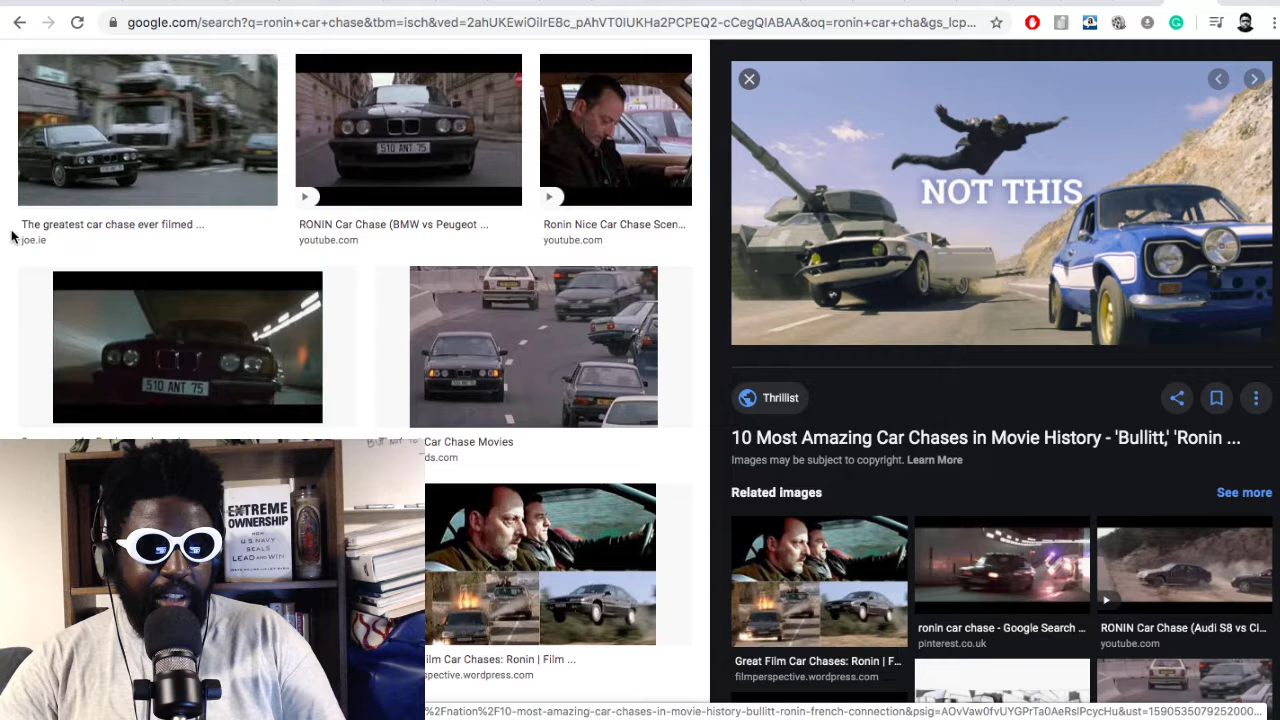 google.com/search?q=ronin+car+chase&tbm=isch&ved=2ahUKEwiIlrE8c_pAhVT0lUKHa2PCPEQ2-cCegQIABAA&oq=ronin+car+cha&gs_lcp...
510 ANT 75
The greatest car chase ever filmed ...
joe.ie
RONIN Car Chase (BMW vs Peugeot ...
youtube.com
Ronin Nice Car Chase Scen...
youtube.com
510 ANT 75
Car Chase Movies
ds.com
EXTREME
OWNERSHIP
HOW
U.S. NAVY
SEALS
LEAD AND WIN
ilm Car Chases: Ronin | Film ...
spective.wordpress.com
NOT THIS
Thrillist
10 Most Amazing Car Chases in Movie History - 'Bullitt,' 'Ronin ...
Images may be subject to copyright. Learn More
Related Images
See more
Great Film Car Chases: Ronin | F...
filmperspective.wordpress.com
ronin car chase - Google Search ...
pinterest.co.uk
RONIN Car Chase (Audi S8 vs Ci...
youtube.com
%2Fnation%2F10-most-amazing-car-chases-in-movie-history-bullitt-ronin-french-connection&psig=AOvVaw0fvUYGPrTa0AeRslPcycHu&ust=1590535079252000...